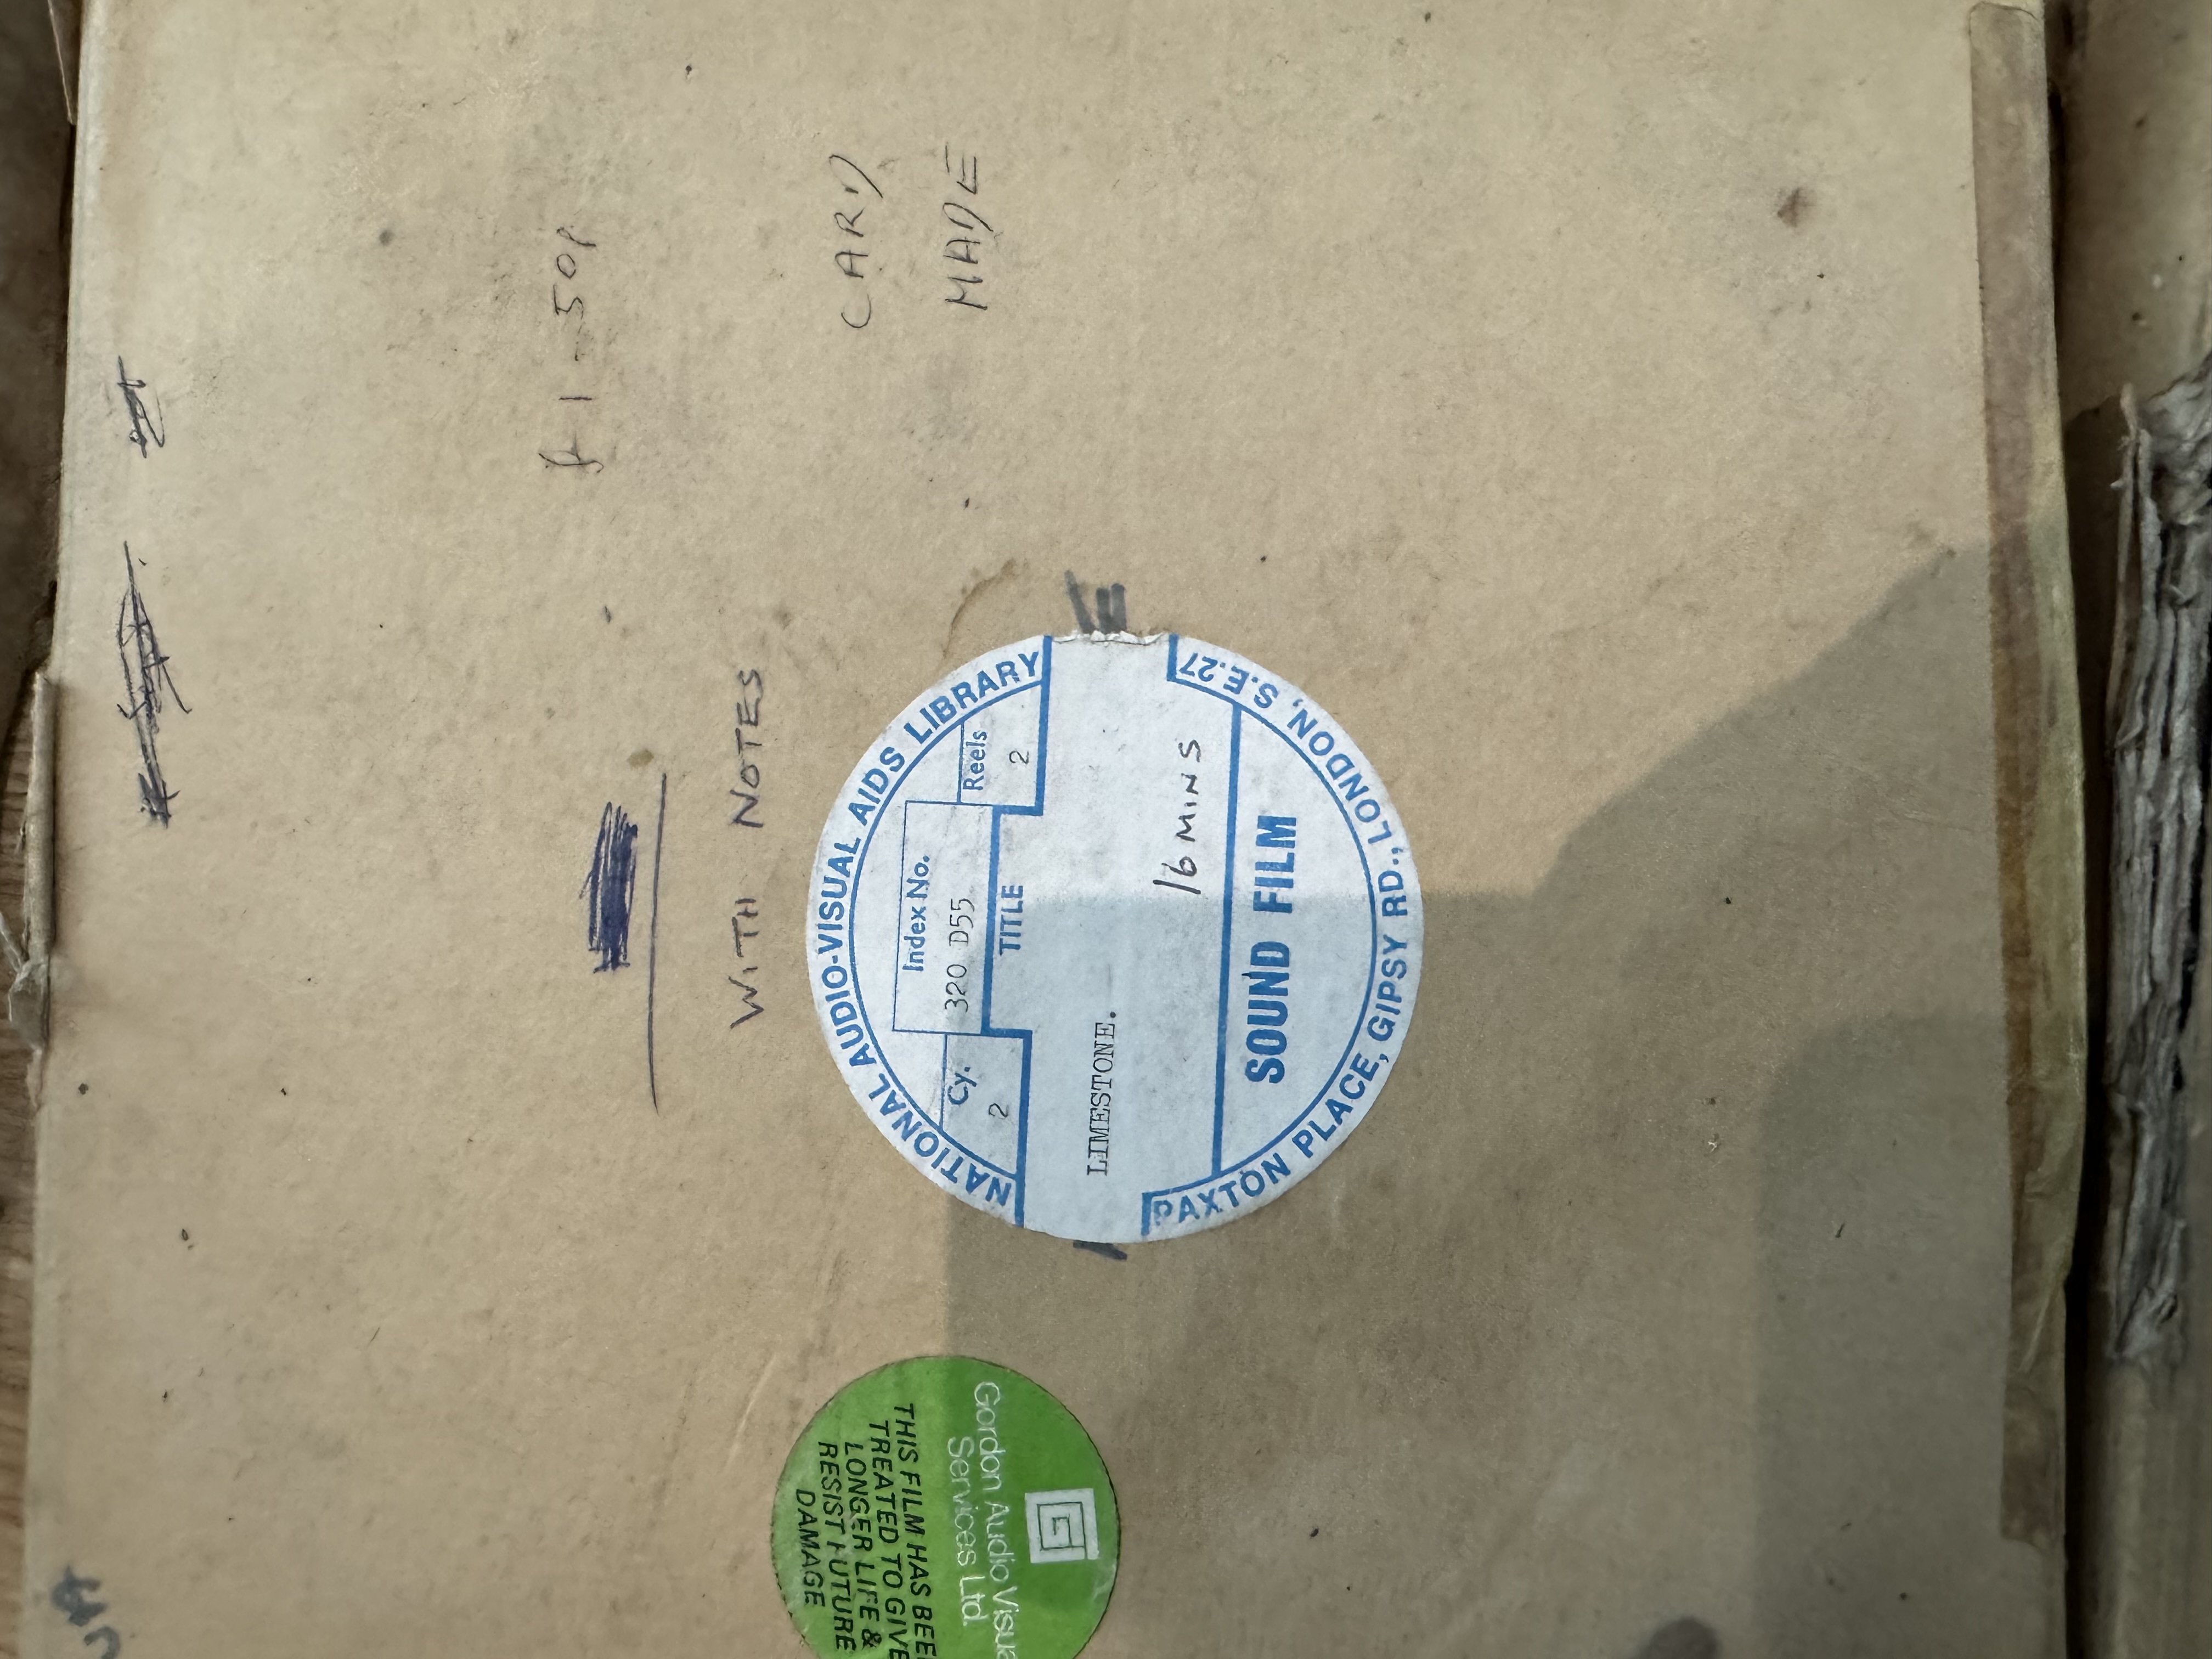 £1-50p
CARD
MADE
WITH NOTES
NATIONAL AUDIO-VISUAL AIDS LIBRARY
Index No.
320 D55
Cy.
2
Reels
2
TITLE
LIMESTONE.
16 MINS
SOUND FILM
PAXTON PLACE, GIPSY RD., LONDON, S.E.27
Gordon Audio Visua
Services Ltd.
THIS FILM HAS BEE
TREATED TO GIVE
LONGER LIFE &
RESIST FUTURE
DAMAGE